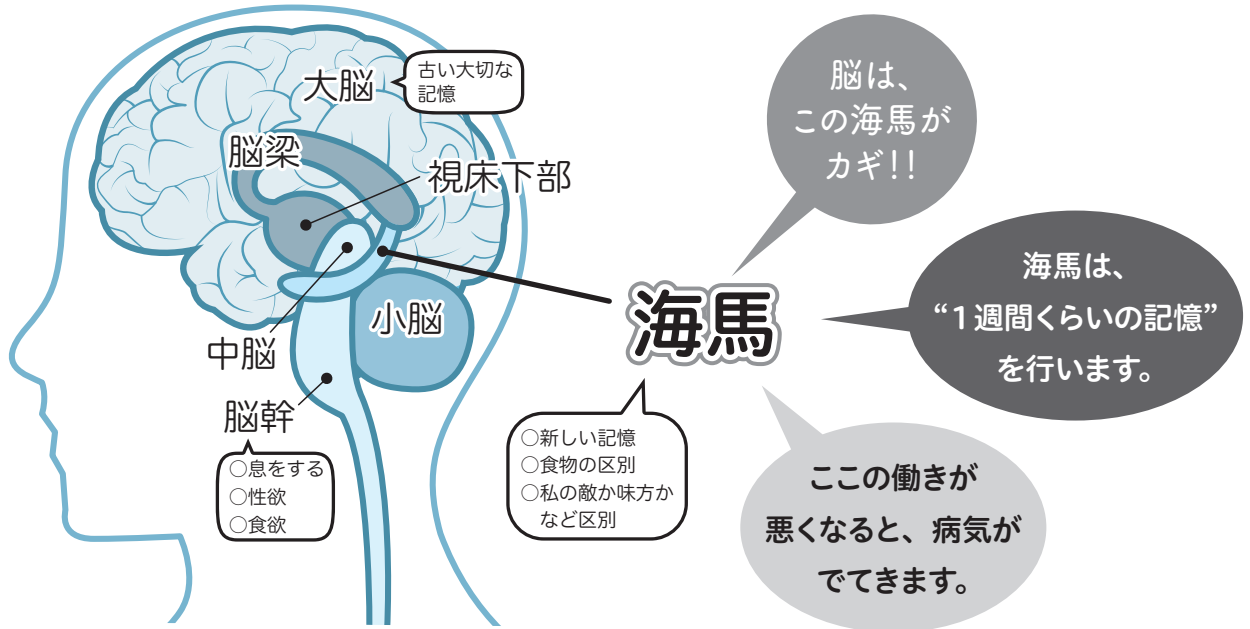 大脳
古い大切な
記憶
脳梁
視床下部
小脳
中脳
脳幹
○息をする
○性欲
○食欲
海馬
○新しい記憶
○食物の区別
○私の敵か味方か
など区別
脳は、
この海馬が
カギ!!
海馬は、
“１週間くらいの記憶”
を行います。
ここの働きが
悪くなると、病気が
でてきます。